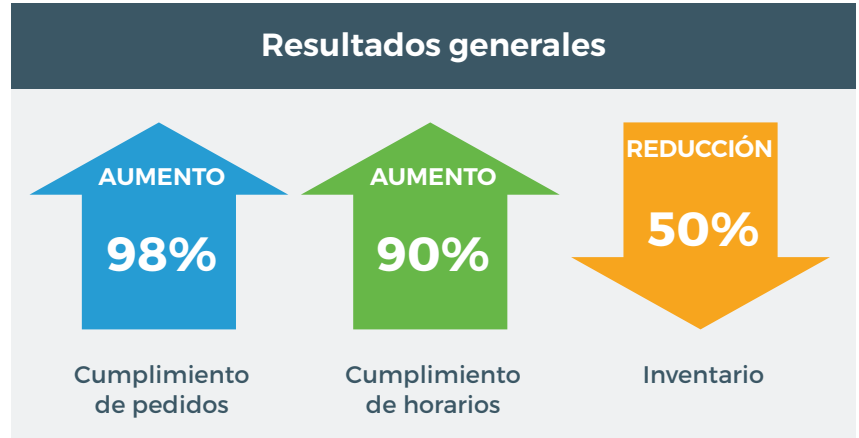 Resultados generales
AUMENTO
98%
Cumplimiento
de pedidos
AUMENTO
90%
Cumplimiento
de horarios
REDUCCIÓN
50%
Inventario